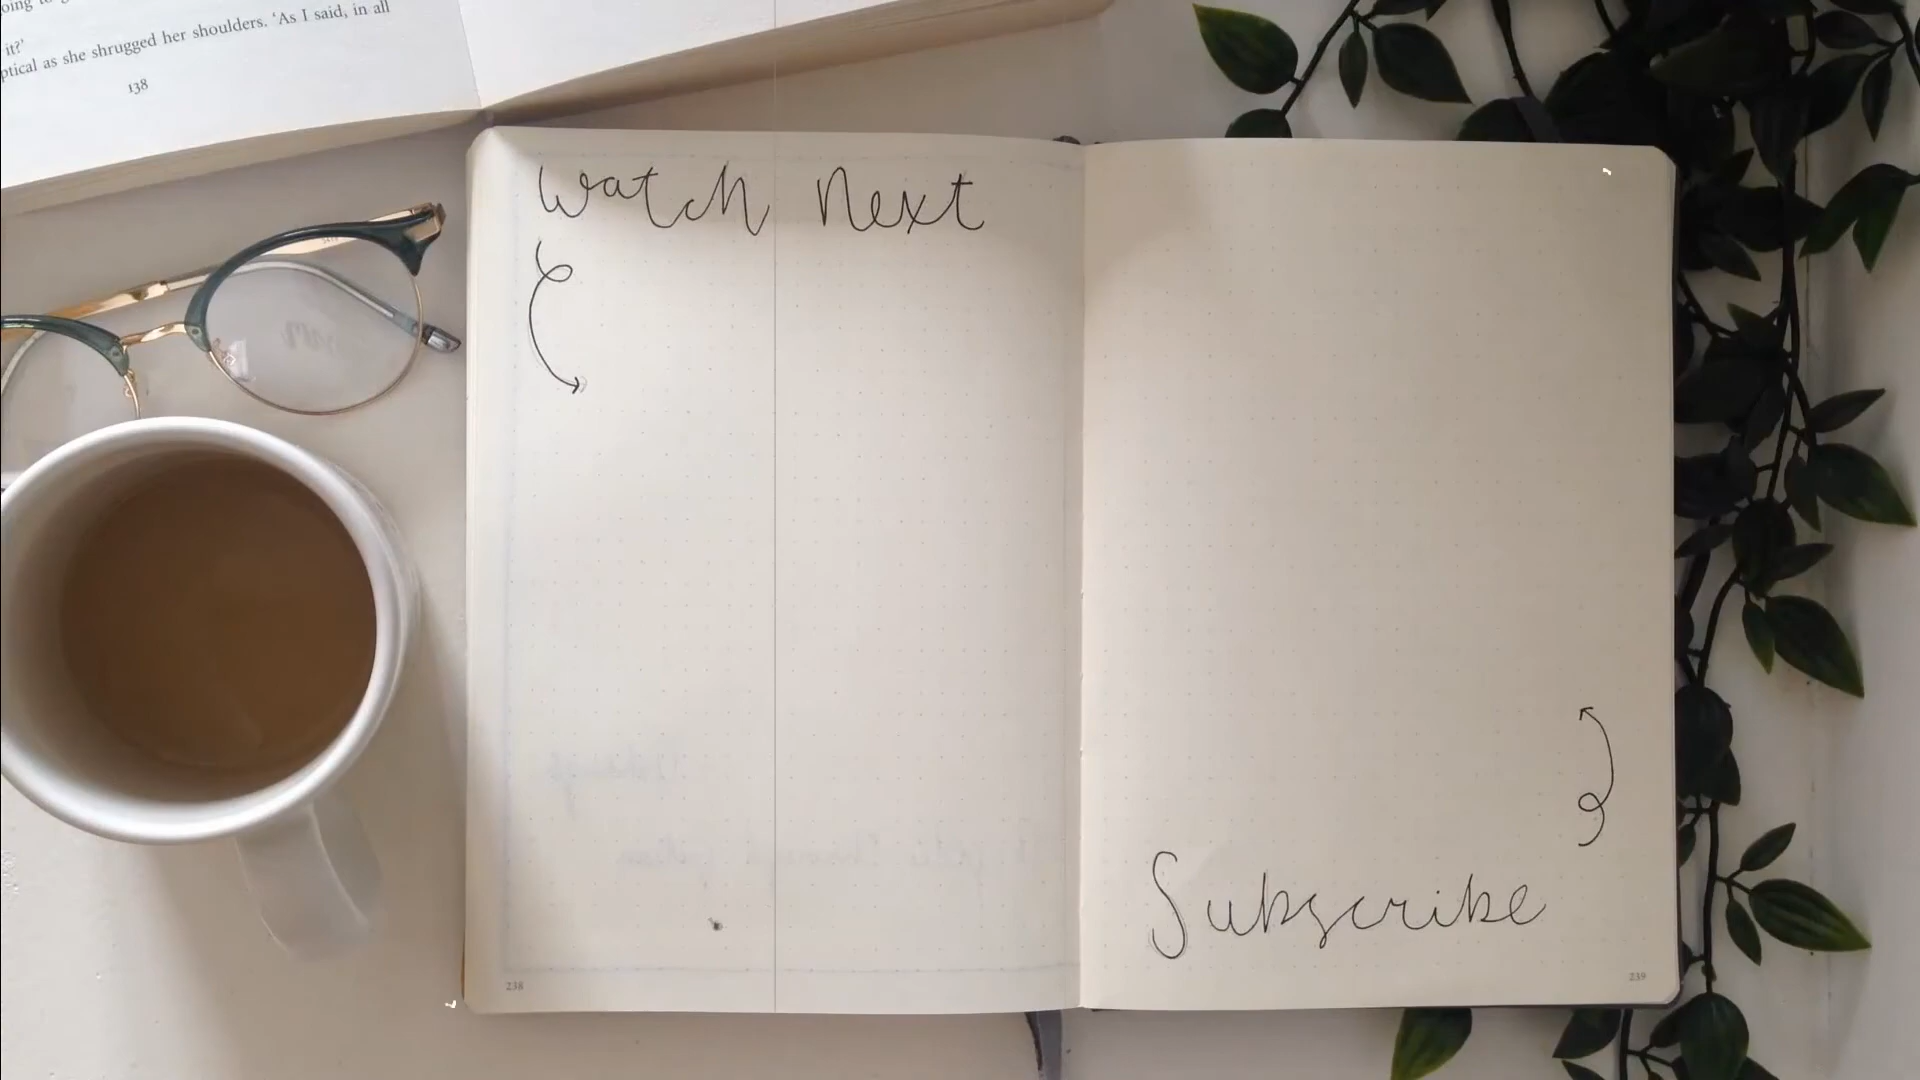 oing to
it?'
ptical as she shrugged her shoulders. 'As I said, in all
138
Watch Next
Subscribe
238
239